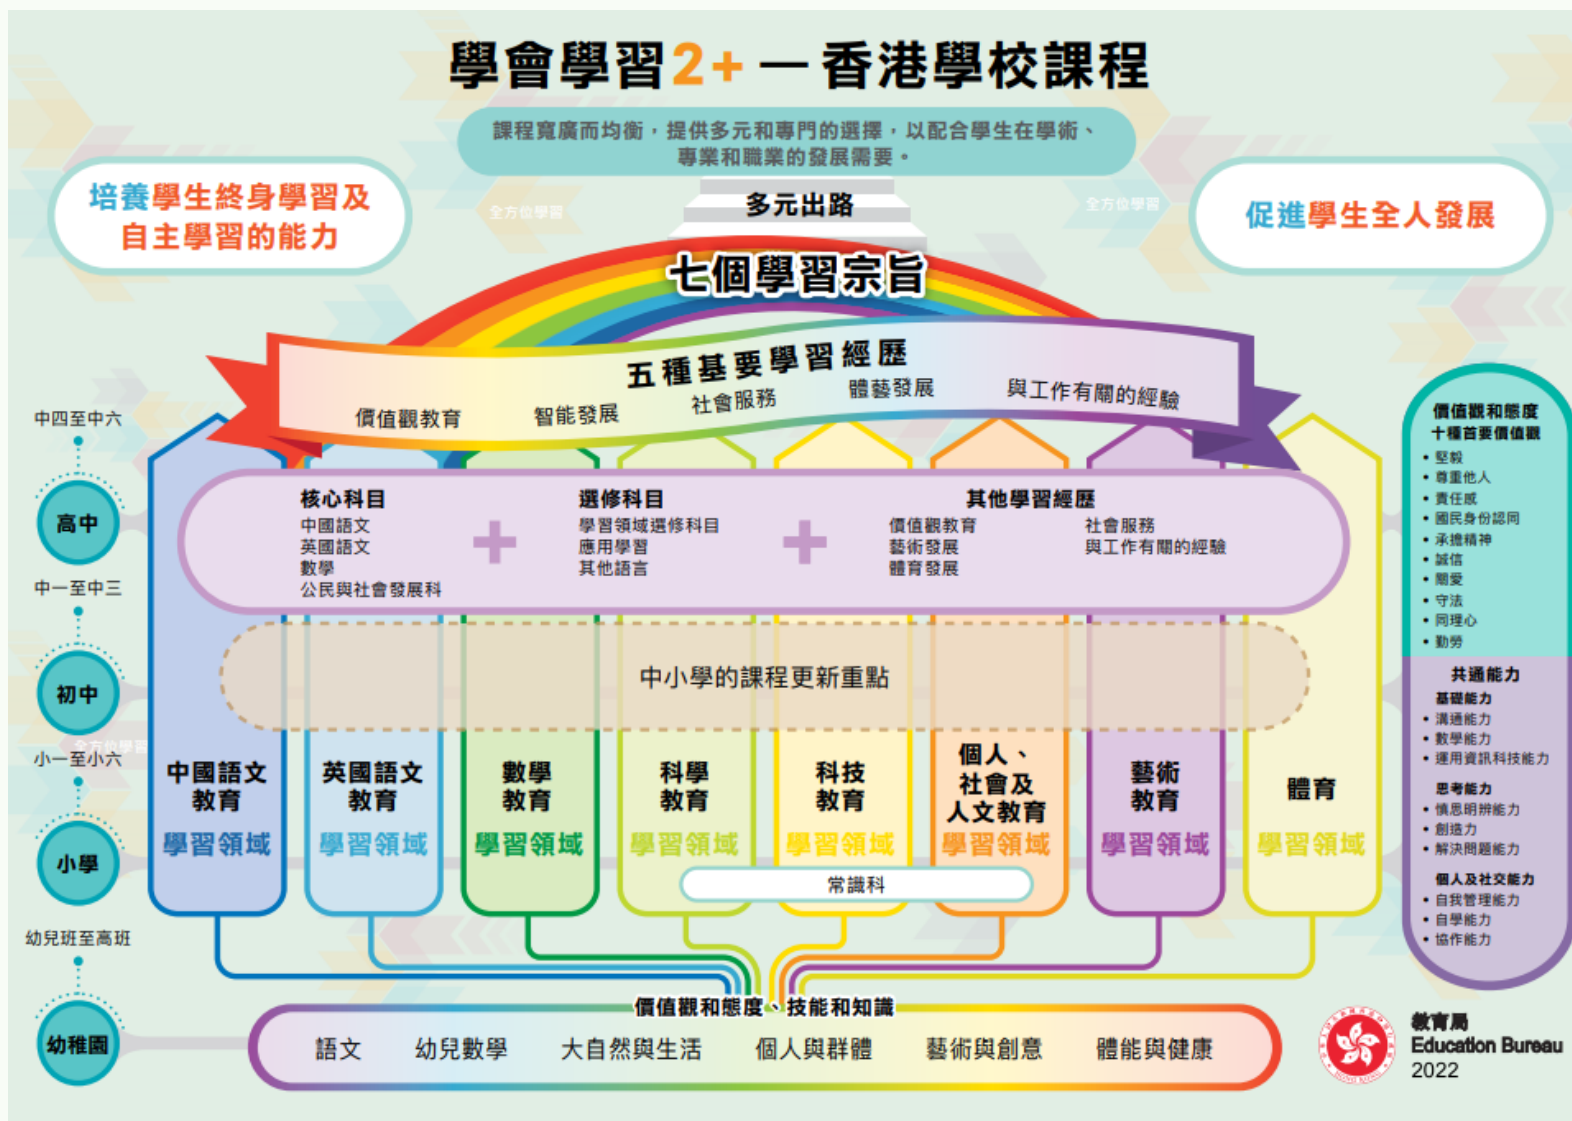 學會學習2+ — 香港學校課程
課程寬廣而均衡，提供多元和專門的選擇，以配合學生在學術、
專業和職業的發展需要。
培養學生終身學習及
自主學習的能力
全方位學習
多元出路
全方位學習
促進學生全人發展
七個學習宗旨
五種基要學習經歷
價值觀教育
智能發展
社會服務
體藝發展
與工作有關的經驗
中四至中六
高中
中一至中三
初中
全方位學習
小一至小六
小學
幼兒班至高班
幼稚園
核心科目
中國語文
英國語文
數學
公民與社會發展科
+
選修科目
學習領域選修科目
應用學習
其他語言
+
其他學習經歷
價值觀教育
藝術發展
體育發展
社會服務
與工作有關的經驗
中小學的課程更新重點
中國語文
教育
學習領域
英國語文
教育
學習領域
數學
教育
學習領域
科學
教育
學習領域
科技
教育
學習領域
個人、
社會及
人文教育
學習領域
藝術
教育
學習領域
體育
學習領域
常識科
價值觀和態度、技能和知識
語文
幼兒數學
大自然與生活
個人與群體
藝術與創意
體能與健康
價值觀和態度
十種首要價值觀
• 堅毅
• 尊重他人
• 責任感
• 國民身份認同
• 承擔精神
• 誠信
• 關愛
• 守法
• 同理心
• 勤勞
共通能力
基礎能力
• 溝通能力
• 數學能力
• 運用資訊科技能力
思考能力
• 慎思明辨能力
• 創造力
• 解決問題能力
個人及社交能力
• 自我管理能力
• 自學能力
• 協作能力
教育局
Education Bureau
2022